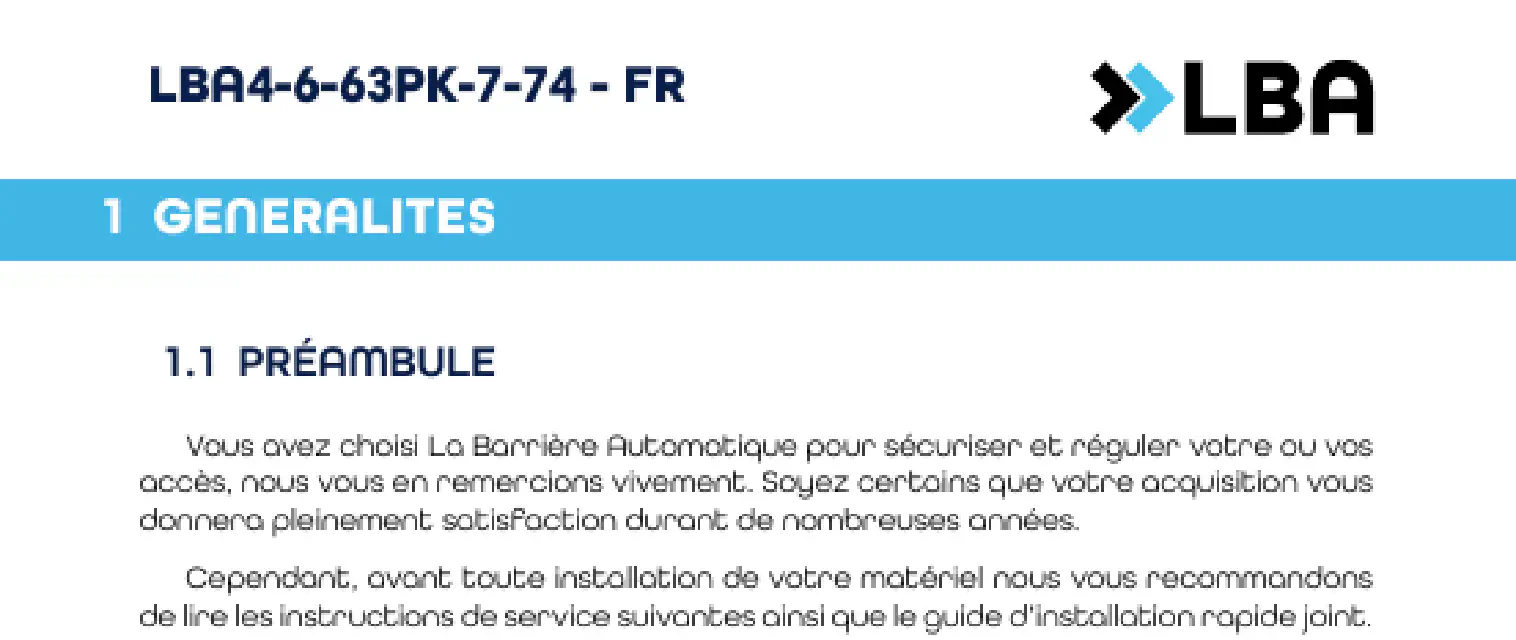 LBA4-6-63PK-7-74 - FR
LBA
1 GENERALITES
1.1 PRÉAMBULE
Vous avez choisi La Barrière Automatique pour sécuriser et réguler votre ou vos
accès, nous vous en remercions vivement. Soyez certains que votre acquisition vous
donnera pleinement satisfaction durant de nombreuses années.
Cependant, avant toute installation de votre matériel nous vous recommandons
de lire les instructions de service suivantes ainsi que le guide d'installation rapide joint.